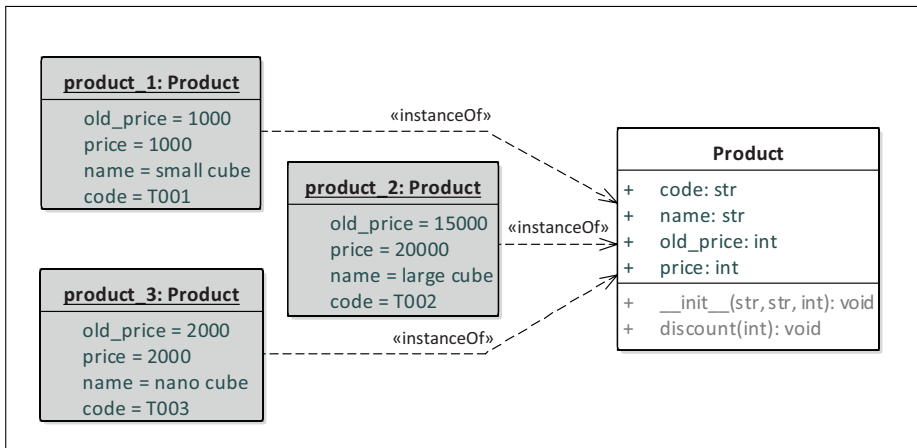 product_1: Product
old_price = 1000
price = 1000
name = small cube
code = T001
«instanceOf»
product_2: Product
old_price = 15000
price = 20000
name = large cube
code = T002
«instanceOf»
product_3: Product
old_price = 2000
price = 2000
name = nano cube
code = T003
«instanceOf»
Product
+ code: str
+ name: str
+ old_price: int
+ price: int
+ __init__(str, str, int): void
+ discount(int): void